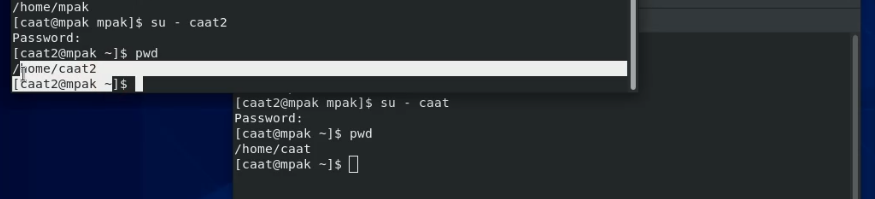 /home/mpak
[caat@mpak mpak]$ su - caat2
Password:
[caat2@mpak ~]$ pwd
/home/caat2
[caat2@mpak ~]$
[caat2@mpak mpak]$ su - caat
Password:
[caat@mpak ~]$ pwd
/home/caat
[caat@mpak ~]$